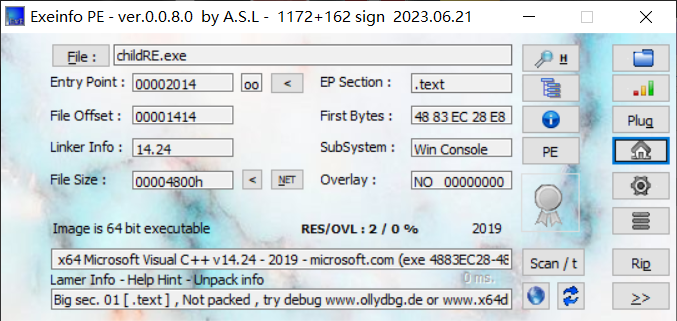 Exeinfo PE - ver.0.0.8.0 by A.S.L - 1172+162 sign 2023.06.21
File : childRE.exe H
Entry Point : 00002014 oo < EP Section : .text
File Offset : 00001414 First Bytes : 48 83 EC 28 E8 Plug
Linker Info : 14.24 SubSystem : Win Console PE
File Size : 00004800h < NET Overlay : NO 00000000
Image is 64 bit executable RES/OVL : 2 / 0 % 2019
x64 Microsoft Visual C++ v14.24 - 2019 - microsoft.com (exe 4883EC28-48 Scan / t Rip
Lamer Info - Help Hint - Unpack info 0 ms.
Big sec. 01 [ .text ] , Not packed , try debug www.ollydbg.de or www.x64d >>